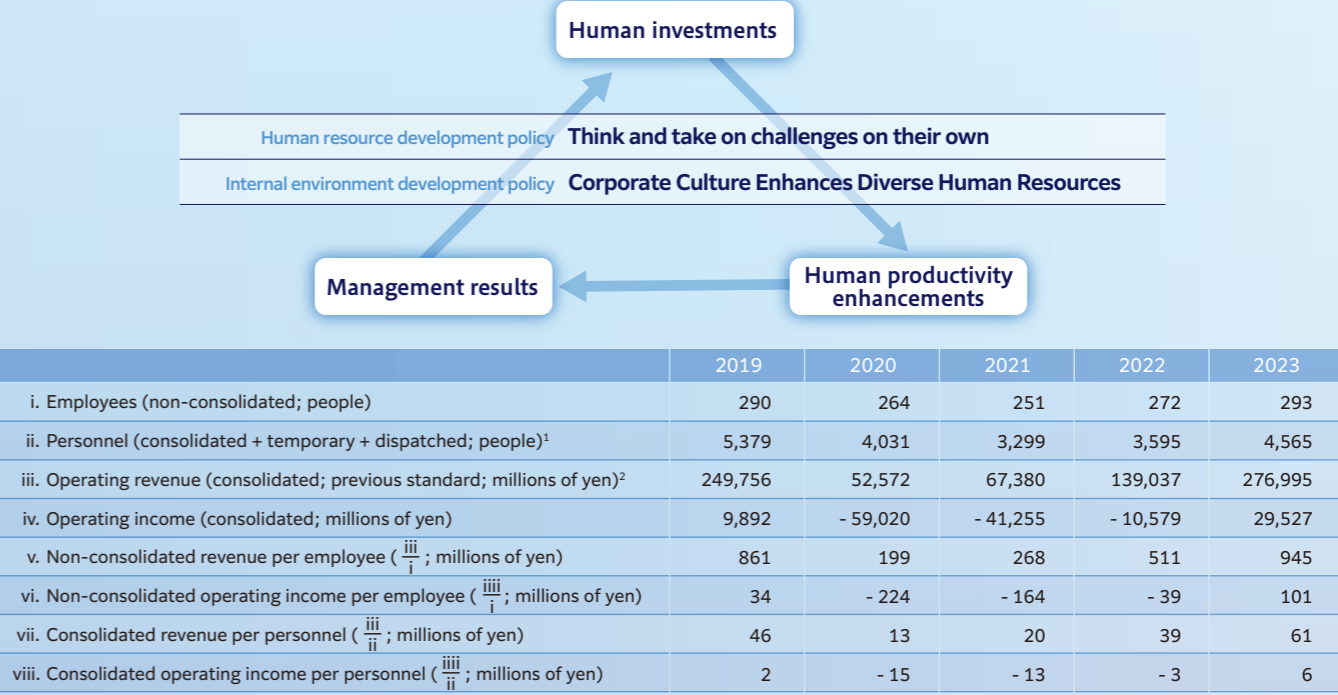 Human investments
Human resource development policy Think and take on challenges on their own
Internal environment development policy Corporate Culture Enhances Diverse Human Resources
Management results
Human productivity
enhancements
2019 2020 2021 2022 2023
i. Employees (non-consolidated; people) 290 264 251 272 293
ii. Personnel (consolidated + temporary + dispatched; people)¹ 5,379 4,031 3,299 3,595 4,565
iii. Operating revenue (consolidated; previous standard; millions of yen)² 249,756 52,572 67,380 139,037 276,995
iv. Operating income (consolidated; millions of yen) 9,892 - 59,020 - 41,255 - 10,579 29,527
v. Non-consolidated revenue per employee ( iii/i ; millions of yen) 861 199 268 511 945
vi. Non-consolidated operating income per employee ( iiii/i ; millions of yen) 34 - 224 - 164 - 39 101
vii. Consolidated revenue per personnel ( iii/ii ; millions of yen) 46 13 20 39 61
viii. Consolidated operating income per personnel ( iiii/ii ; millions of yen) 2 - 15 - 13 - 3 6